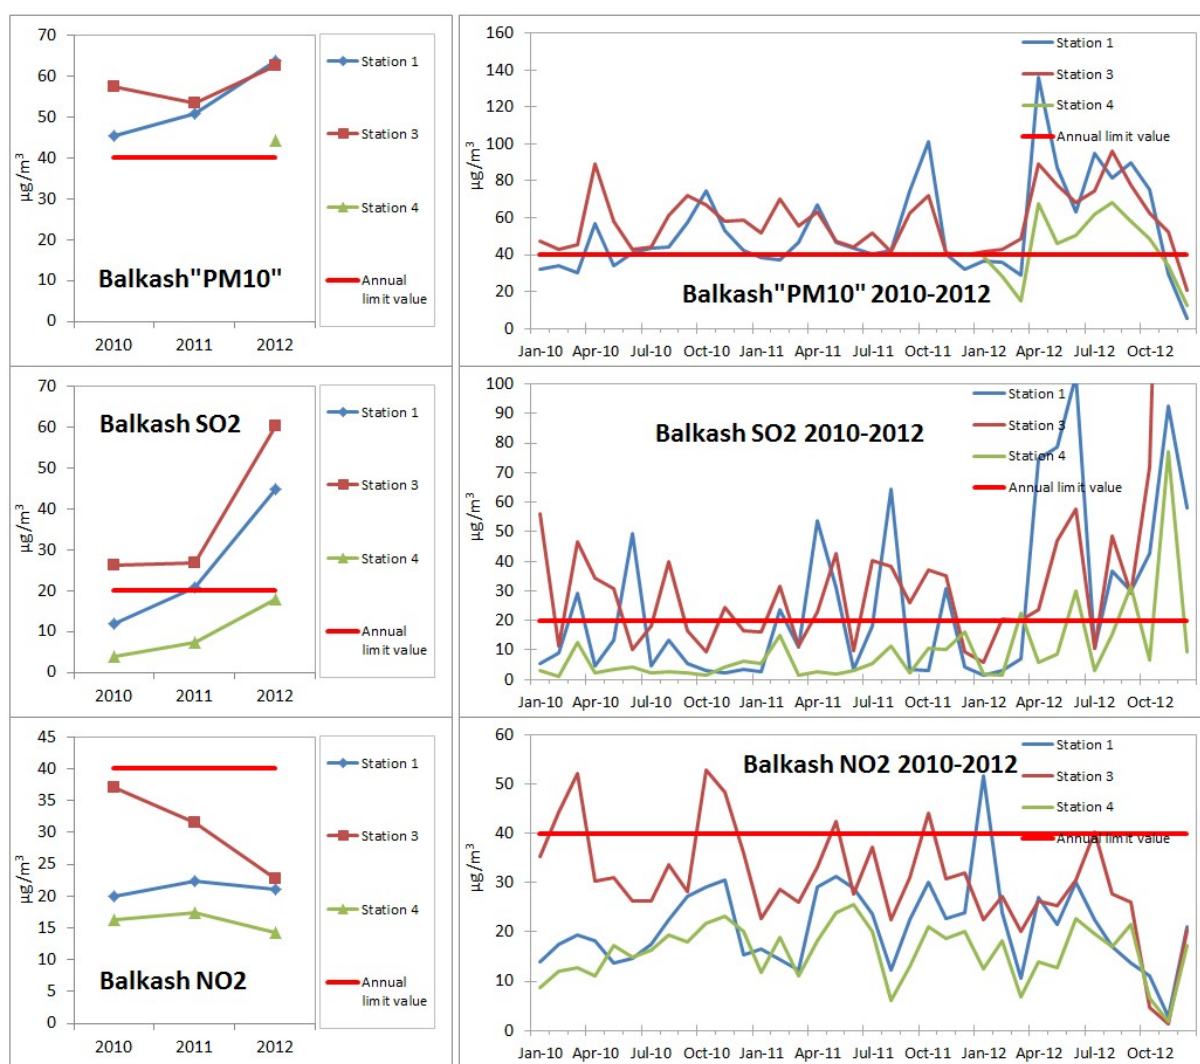 70
60
50
40
30
20
10
0
µg/m³
2010
2011
2012
Balkash"PM10"
Station 1
Station 3
Station 4
Annual
limit value
160
140
120
100
80
60
40
20
0
µg/m³
Station 1
Station 3
Station 4
Annual limit value
Balkash"PM10" 2010-2012
Jan-10 Apr-10 Jul-10 Oct-10 Jan-11 Apr-11 Jul-11 Oct-11 Jan-12 Apr-12 Jul-12 Oct-12
70
60
50
40
30
20
10
0
µg/m³
2010
2011
2012
Balkash SO2
Station 1
Station 3
Station 4
Annual
limit value
100
90
80
70
60
50
40
30
20
10
0
µg/m³
Balkash SO2 2010-2012
Station 1
Station 3
Station 4
Annual limit value
Jan-10 Apr-10 Jul-10 Oct-10 Jan-11 Apr-11 Jul-11 Oct-11 Jan-12 Apr-12 Jul-12 Oct-12
45
40
35
30
25
20
15
10
5
0
µg/m³
2010
2011
2012
Balkash NO2
Station 1
Station 3
Station 4
Annual
limit value
60
50
40
30
20
10
0
µg/m³
Balkash NO2 2010-2012
Station 1
Station 3
Station 4
Annual limit value
Jan-10 Apr-10 Jul-10 Oct-10 Jan-11 Apr-11 Jul-11 Oct-11 Jan-12 Apr-12 Jul-12 Oct-12